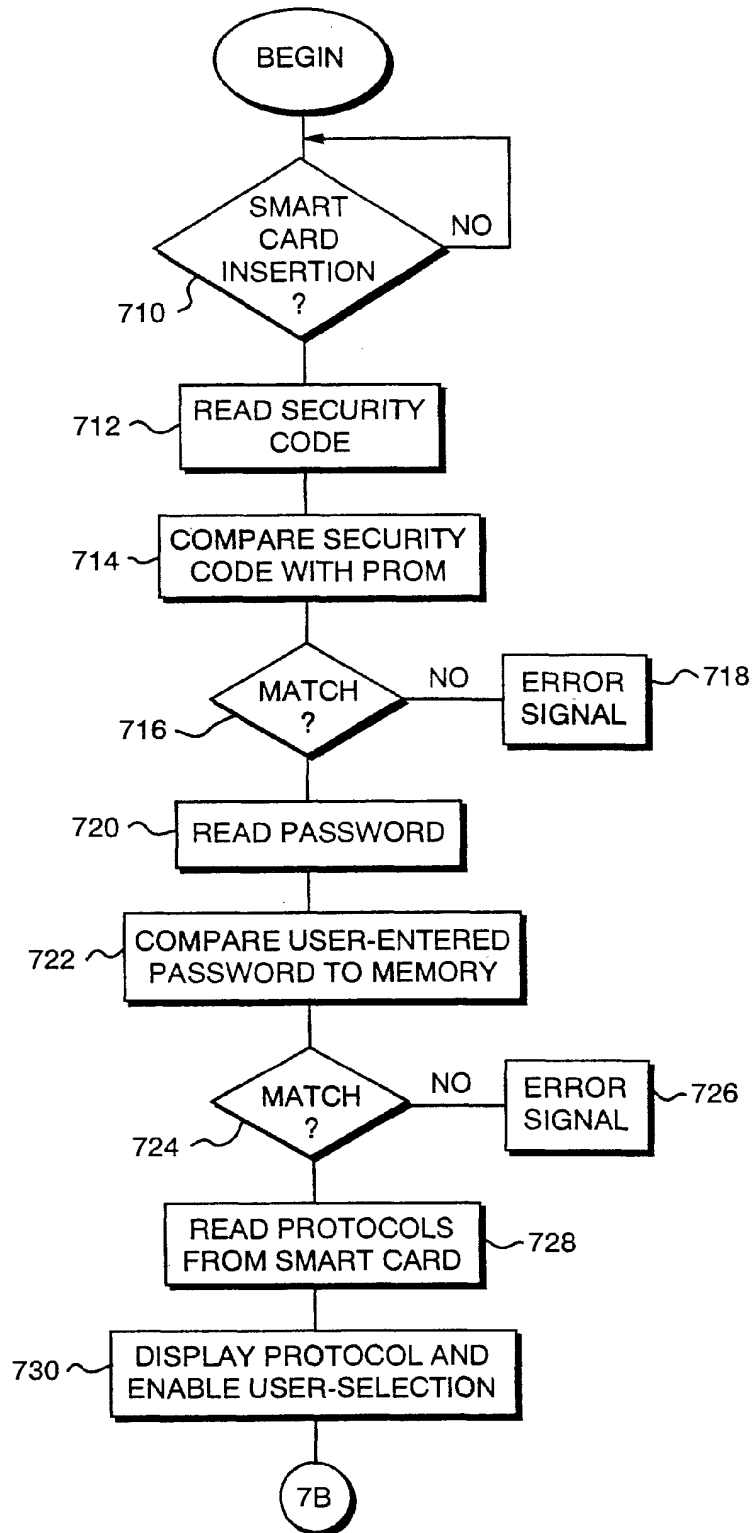 BEGIN
SMART
CARD
INSERTION
?
NO
710
712
READ SECURITY
CODE
714
COMPARE SECURITY
CODE WITH PROM
MATCH
?
NO
716
ERROR
SIGNAL
718
720
READ PASSWORD
722
COMPARE USER-ENTERED
PASSWORD TO MEMORY
MATCH
?
NO
724
ERROR
SIGNAL
726
READ PROTOCOLS
FROM SMART CARD
728
730
DISPLAY PROTOCOL AND
ENABLE USER-SELECTION
7B